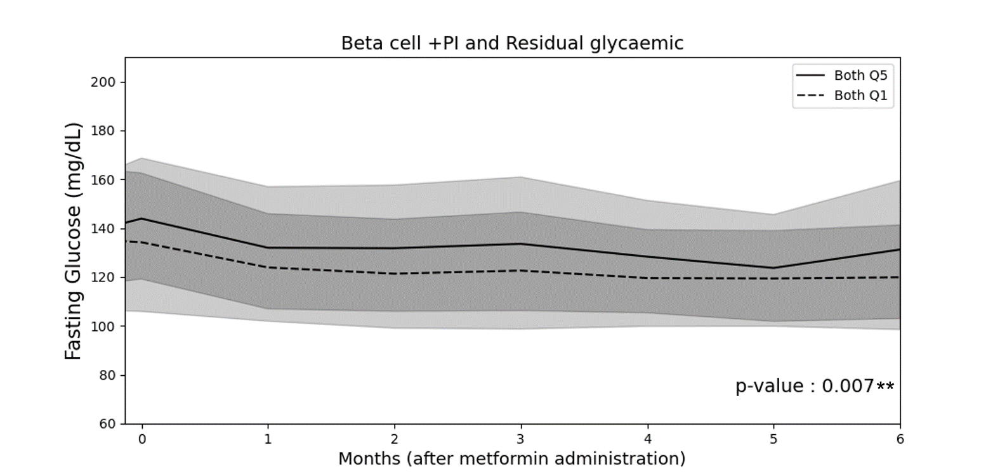 Beta cell +PI and Residual glycaemic
Both Q5
Both Q1
Fasting Glucose (mg/dL)
200
180
160
140
120
100
80
60
p-value : 0.007**
0 1 2 3 4 5 6
Months (after metformin administration)